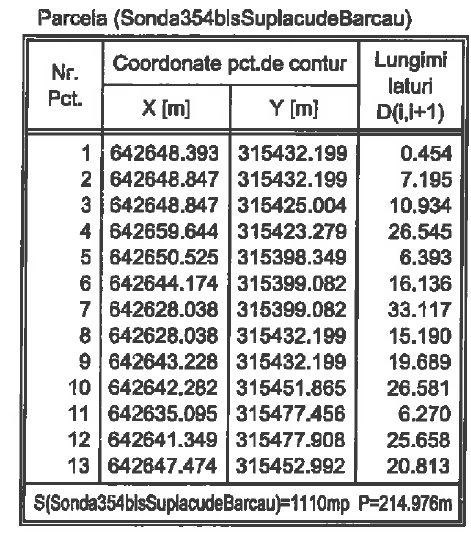 Parcela (Sonda354bisSuplacudeBarcau)
Nr. Pct. Coordonate pct.de contur Lungimi laturi D(i,i+1)
X [m] Y [m]
1 642648.393 315432.199 0.454
2 642648.847 315432.199 7.195
3 642648.847 315425.004 10.934
4 642659.644 315423.279 26.545
5 642650.525 315398.349 6.393
6 642644.174 315399.082 16.136
7 642628.038 315399.082 33.117
8 642628.038 315432.199 15.190
9 642643.228 315432.199 19.689
10 642642.282 315451.865 26.581
11 642635.095 315477.456 6.270
12 642641.349 315477.908 25.658
13 642647.474 315452.992 20.813
S(Sonda354bisSuplacudeBarcau)=1110mp P=214.976m